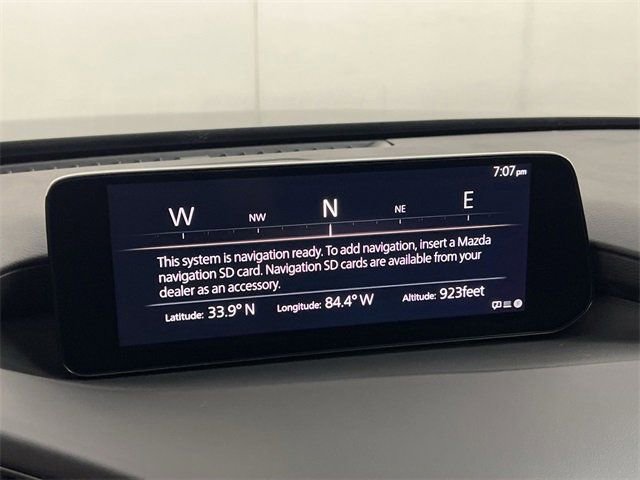 7:07pm
W NW N NE E
This system is navigation ready. To add navigation, insert a Mazda
navigation SD card. Navigation SD cards are available from your
dealer as an accessory.
Latitude: 33.9° N Longitude: 84.4° W Altitude: 923feet